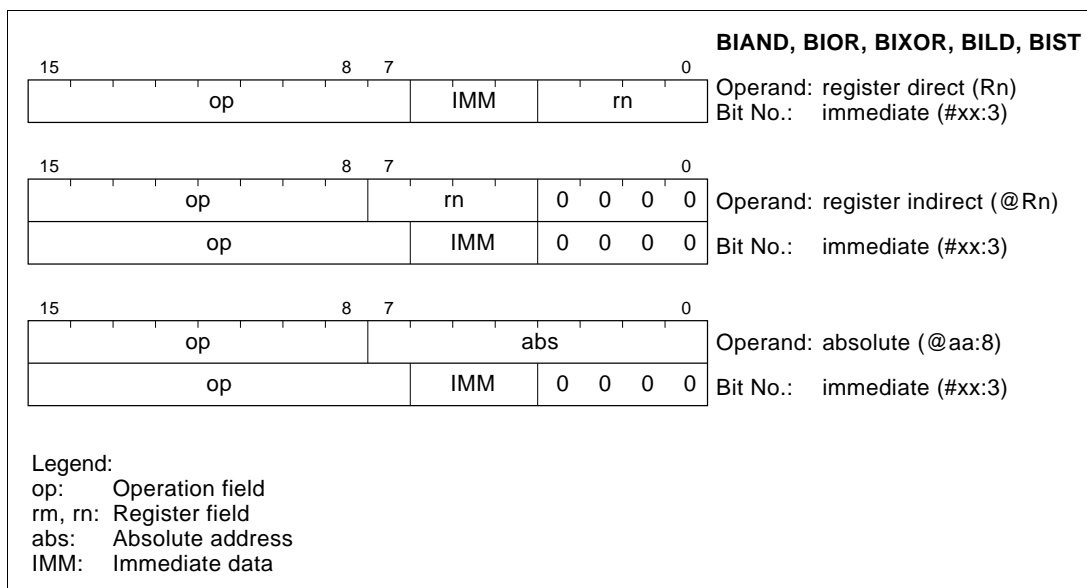 BIAND, BIOR, BIXOR, BILD, BIST
15 8 7 0
op IMM rn Operand: register direct (Rn)
Bit No.: immediate (#xx:3)
15 8 7 0
op rn 0 0 0 0 Operand: register indirect (@Rn)
op IMM 0 0 0 0 Bit No.: immediate (#xx:3)
15 8 7 0
op abs Operand: absolute (@aa:8)
op IMM 0 0 0 0 Bit No.: immediate (#xx:3)
Legend:
op: Operation field
rm, rn: Register field
abs: Absolute address
IMM: Immediate data